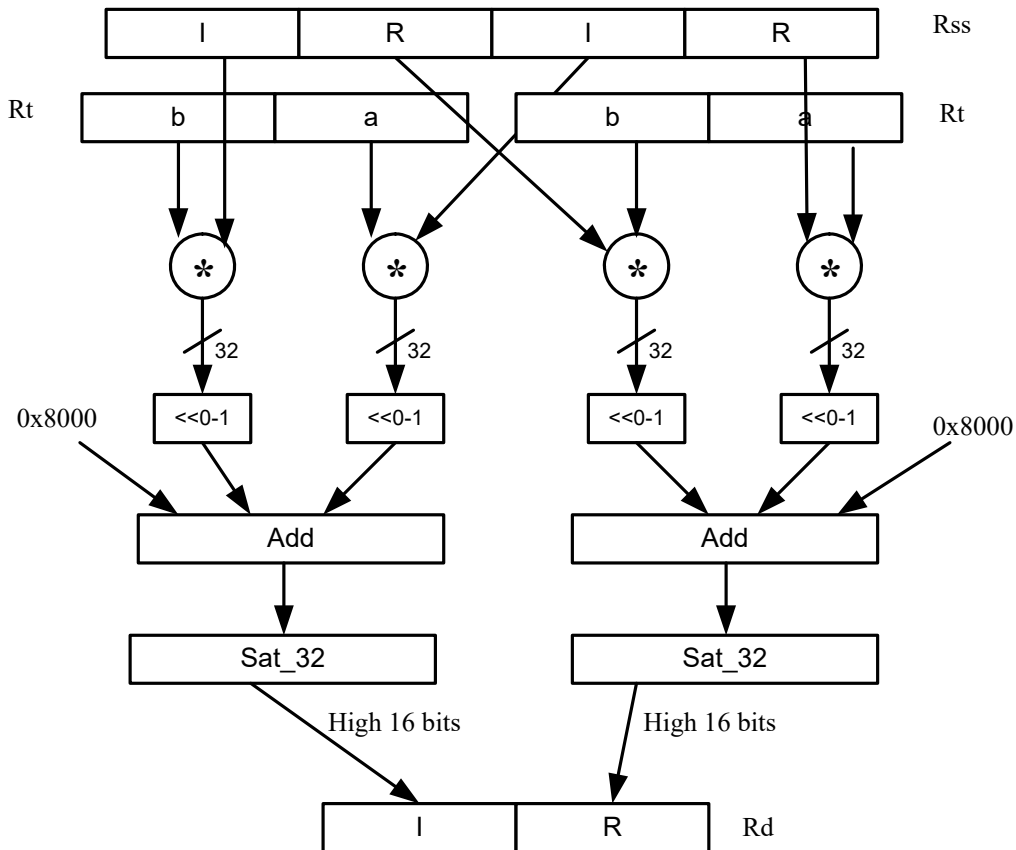 I R I R Rss
Rt b a b a Rt
* * * *
32 32 32 32
<<0-1 <<0-1 <<0-1 <<0-1
0x8000 0x8000
Add Add
Sat_32 Sat_32
High 16 bits High 16 bits
I R Rd